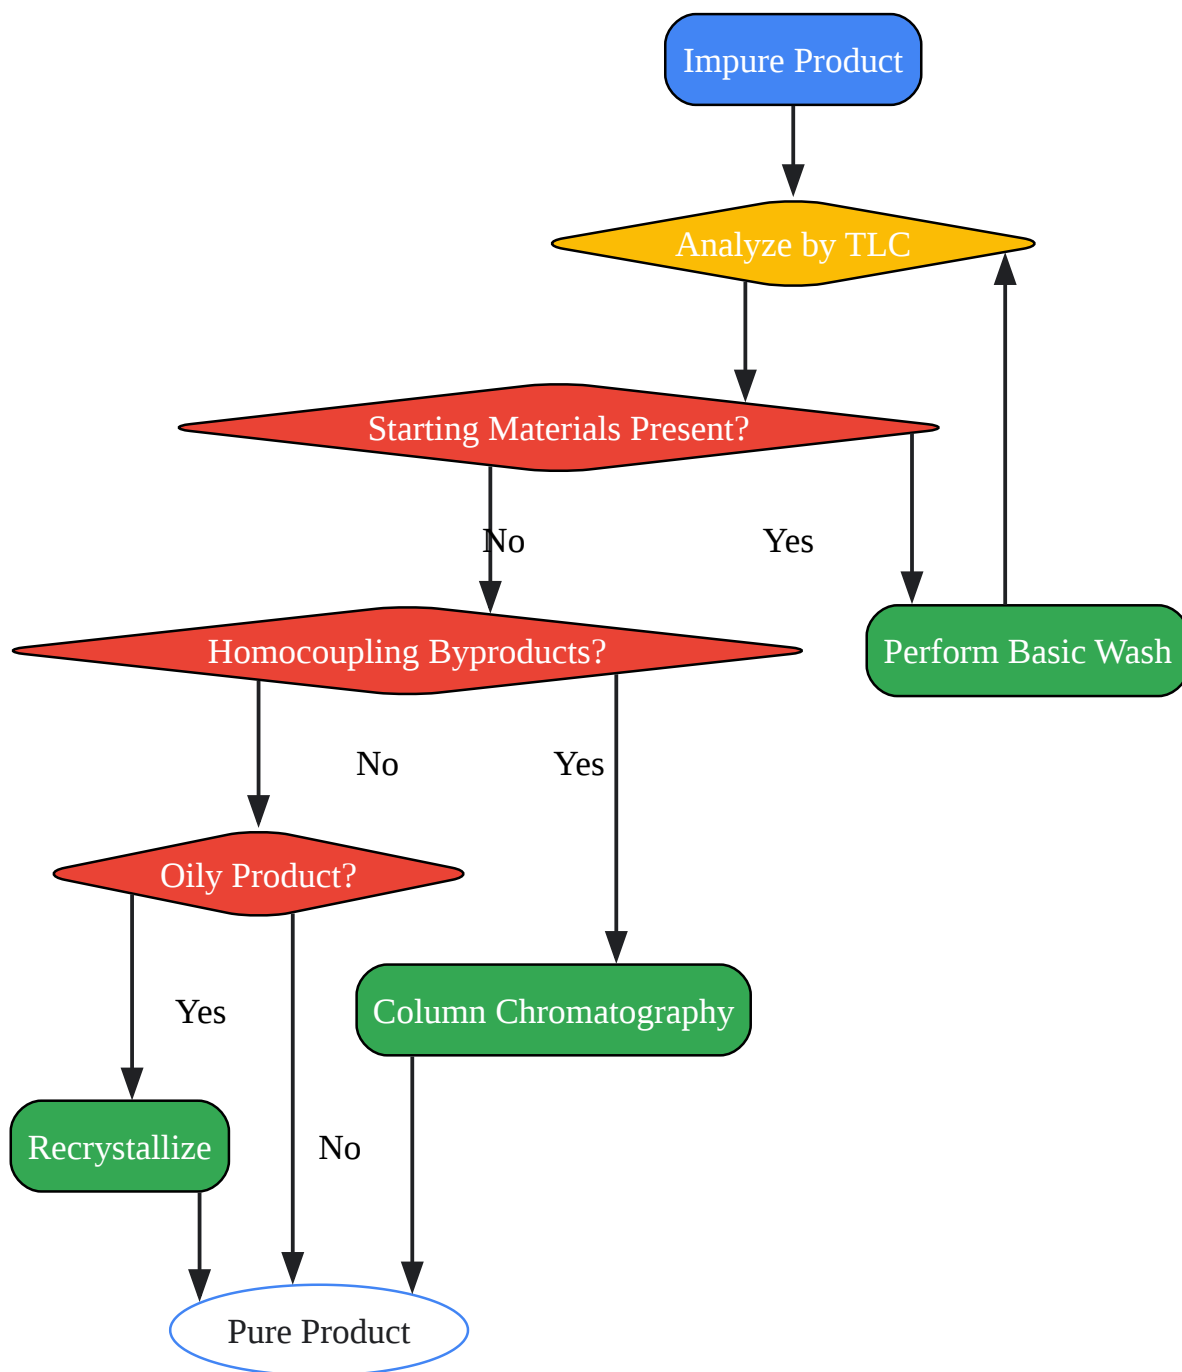 Impure Product
Analyze by TLC
Starting Materials Present?
No
Yes
Homocoupling Byproducts?
Perform Basic Wash
No
Yes
Oily Product?
Yes
Column Chromatography
Recrystallize
No
Pure Product